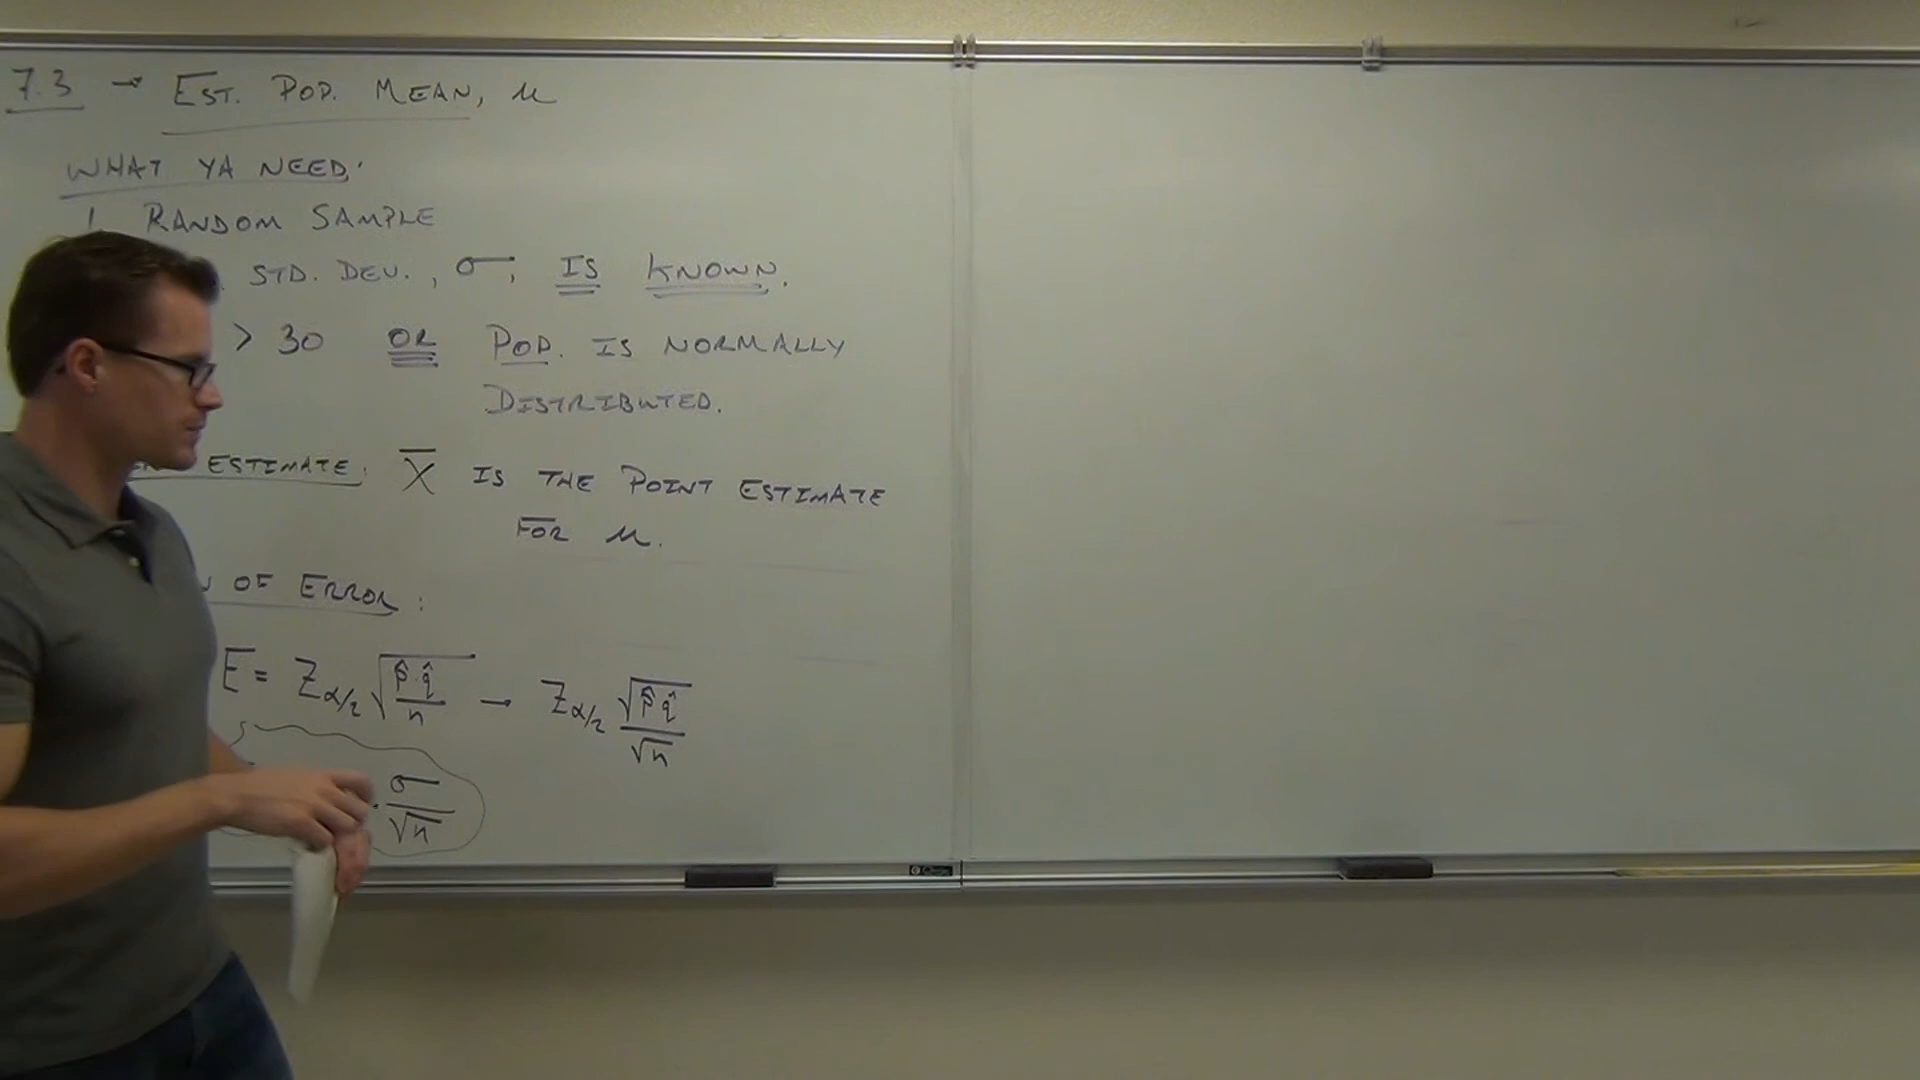 7.3 → EST. POP. MEAN, μ
WHAT YA NEED:
1. RANDOM SAMPLE
STD. DEV., σ, IS KNOWN.
> 30 OR POP. IS NORMALLY
DISTRIBUTED.
ESTIMATE: X̄ IS THE POINT ESTIMATE
FOR μ.
OF ERROR:
E = Zα/2 √(p̂·q̂/n) → Zα/2 √(p̂ q̂)/√n
· σ/√n